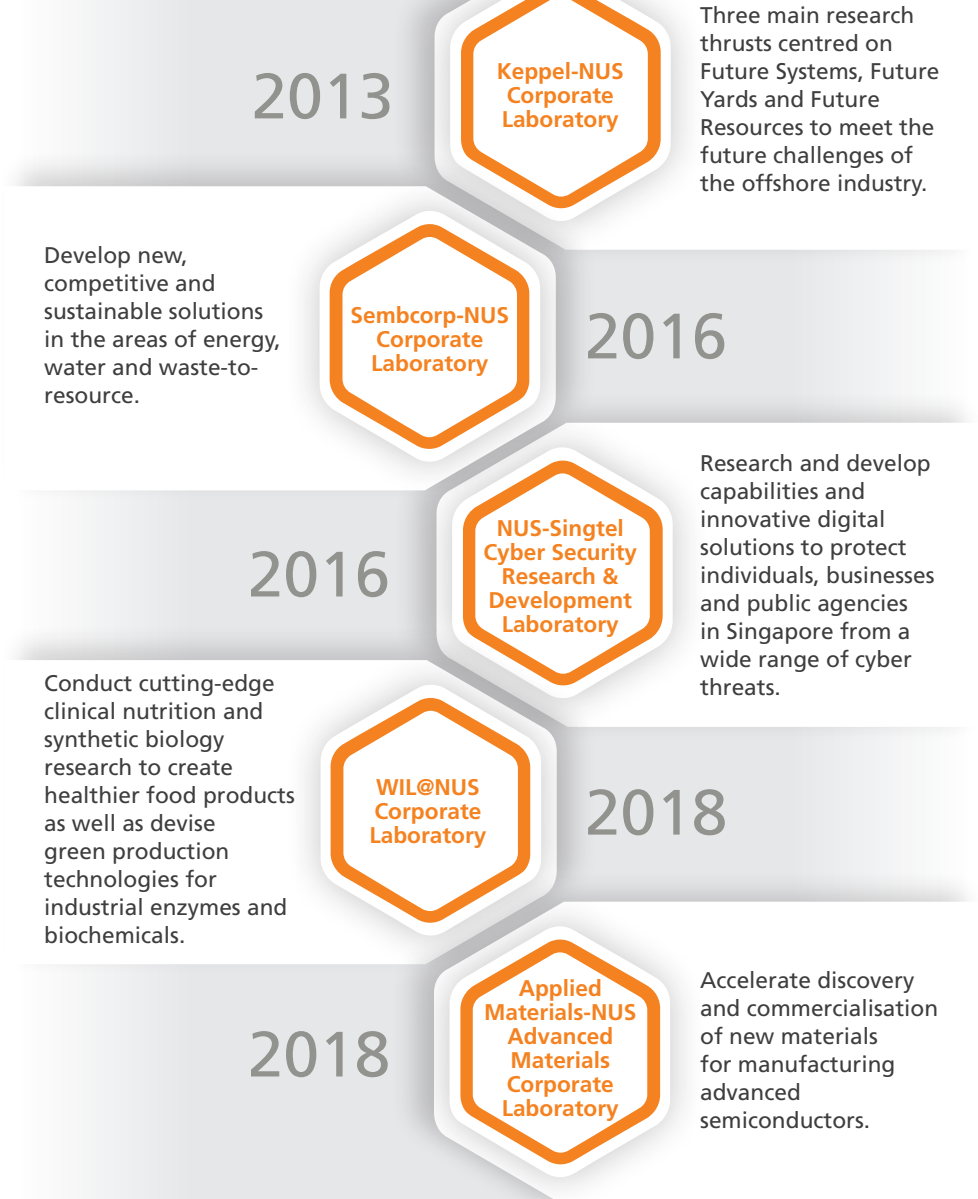 2013
Keppel-NUS
Corporate
Laboratory
Three main research
thrusts centred on
Future Systems, Future
Yards and Future
Resources to meet the
future challenges of
the offshore industry.
Develop new,
competitive and
sustainable solutions
in the areas of energy,
water and waste-to-
resource.
Sembcorp-NUS
Corporate
Laboratory
2016
2016
NUS-Singtel
Cyber Security
Research &
Development
Laboratory
Research and develop
capabilities and
innovative digital
solutions to protect
individuals, businesses
and public agencies
in Singapore from a
wide range of cyber
threats.
Conduct cutting-edge
clinical nutrition and
synthetic biology
research to create
healthier food products
as well as devise
green production
technologies for
industrial enzymes and
biochemicals.
WIL@NUS
Corporate
Laboratory
2018
2018
Applied
Materials-NUS
Advanced
Materials
Corporate
Laboratory
Accelerate discovery
and commercialisation
of new materials
for manufacturing
advanced
semiconductors.